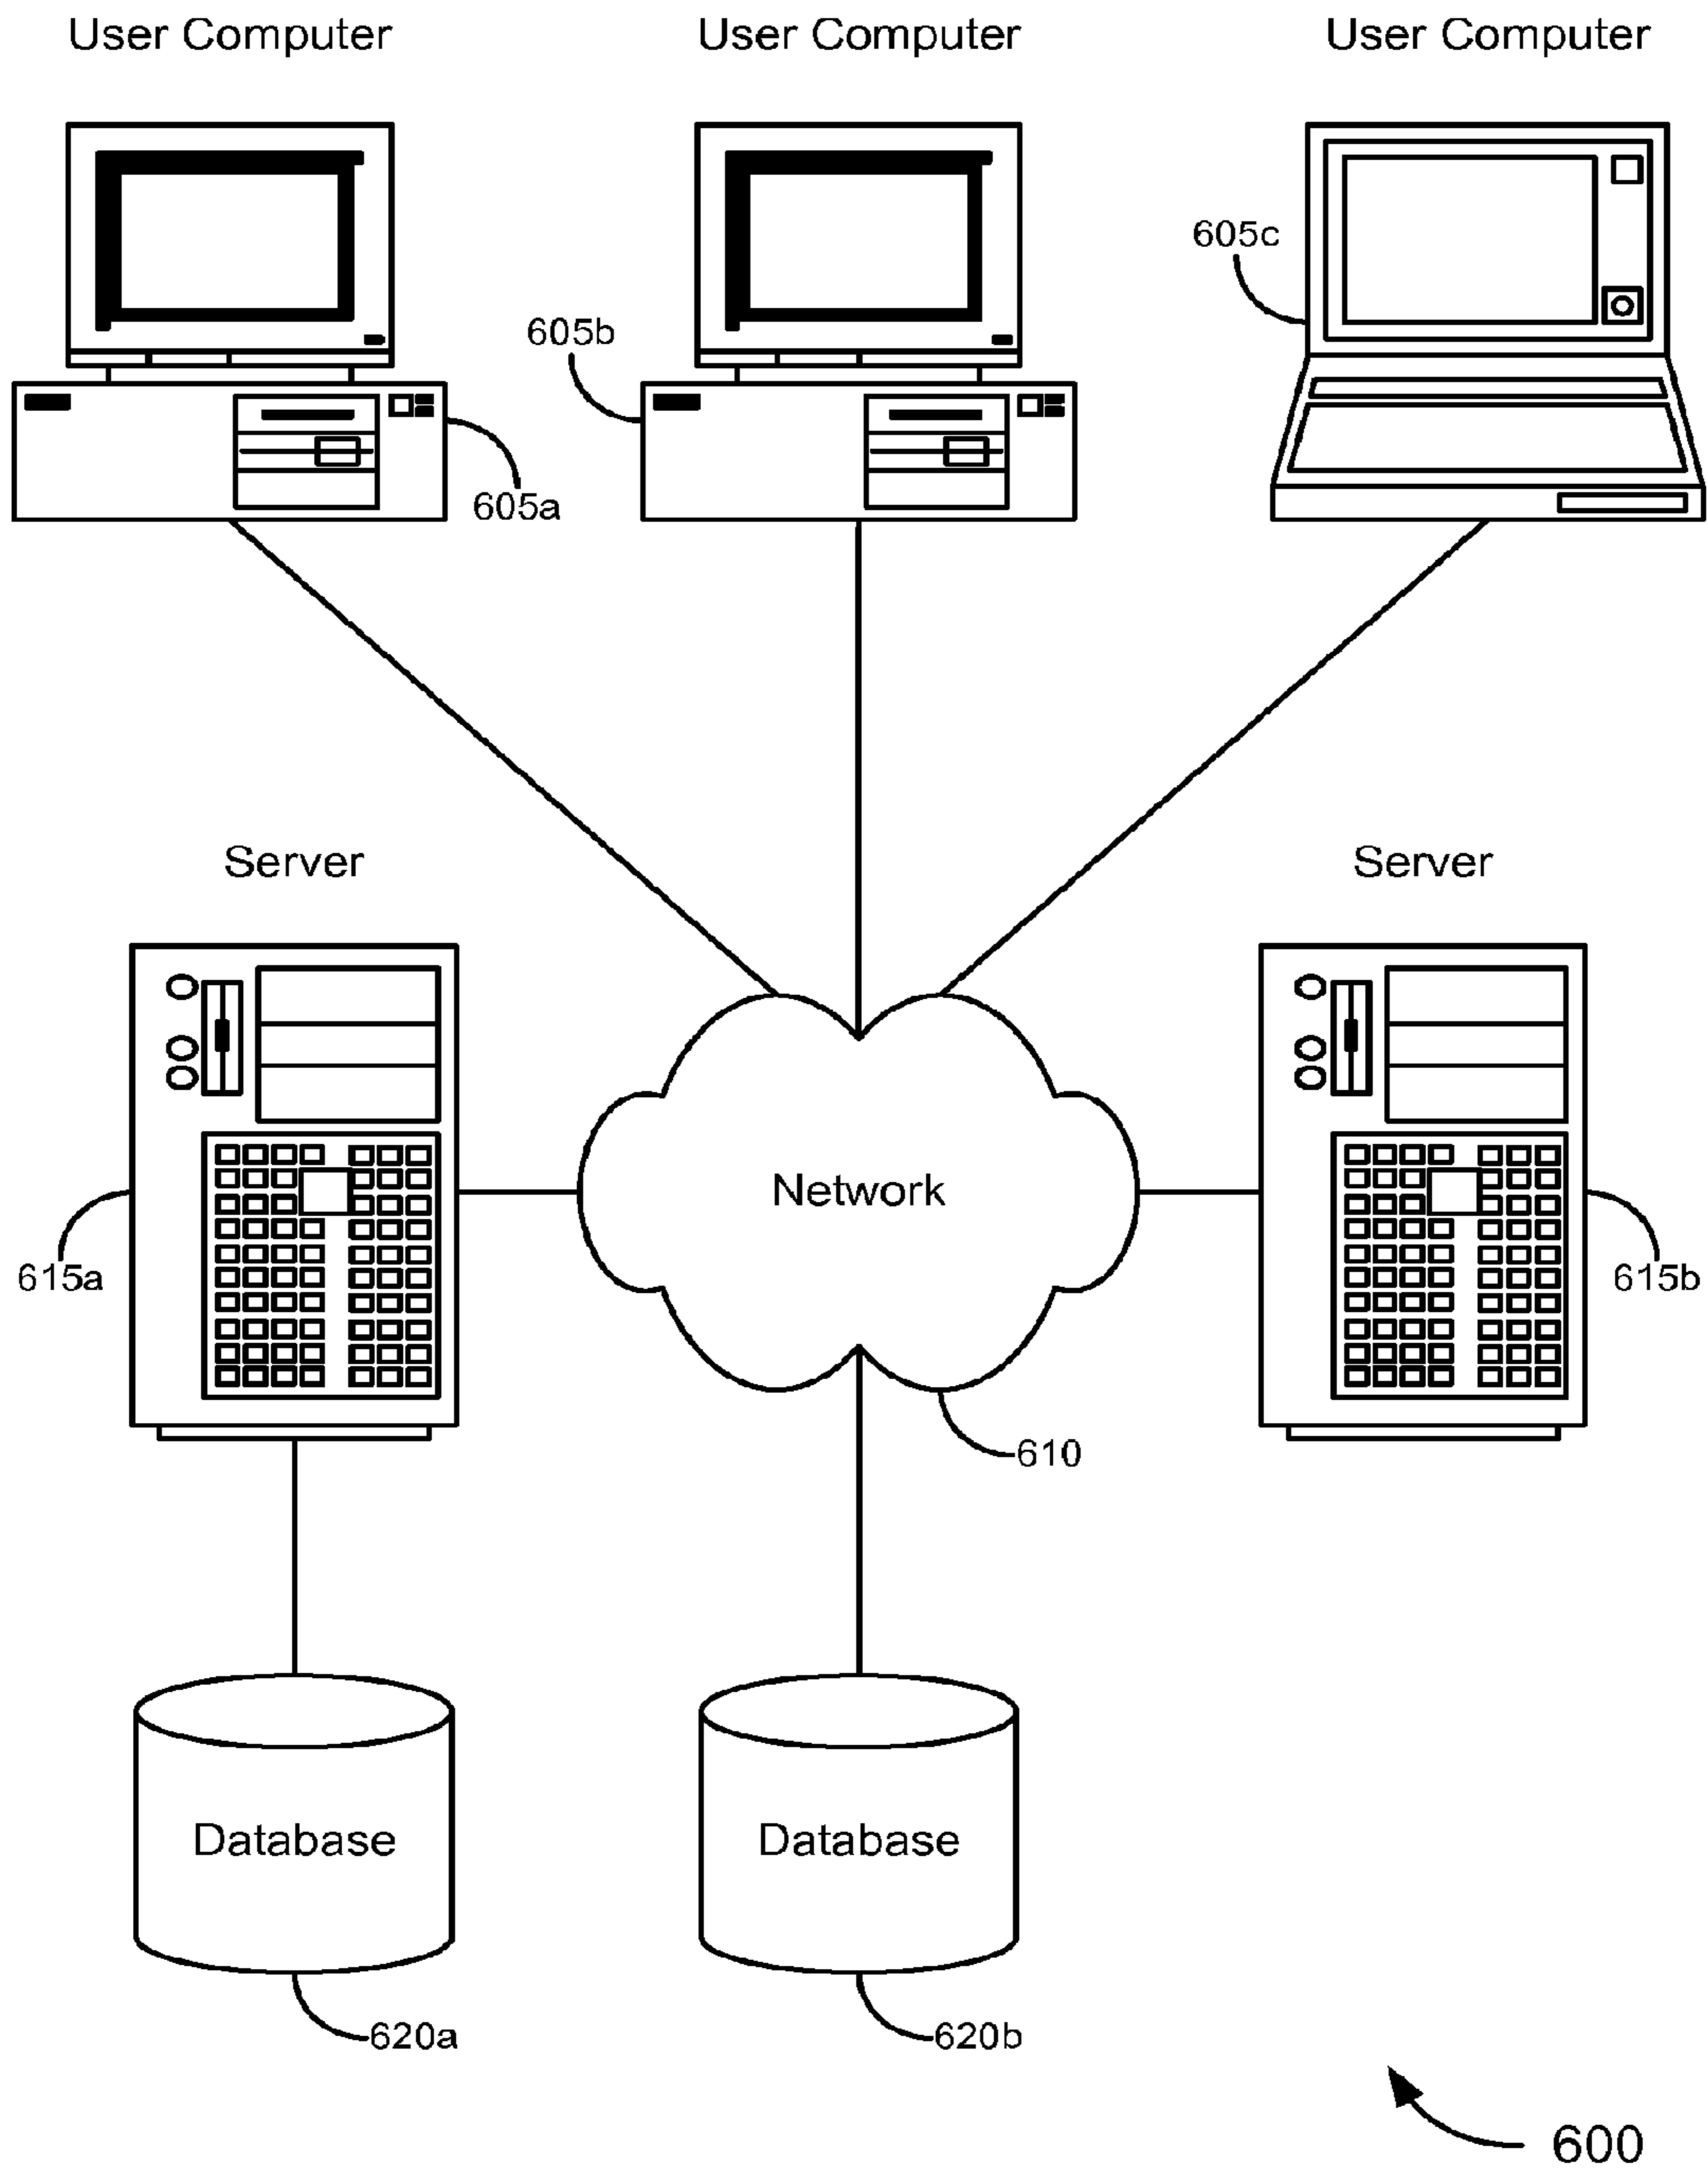 User Computer
User Computer
User Computer
605c
605b
605a
Server
Server
Network
615a
615b
610
Database
Database
620a
620b
600